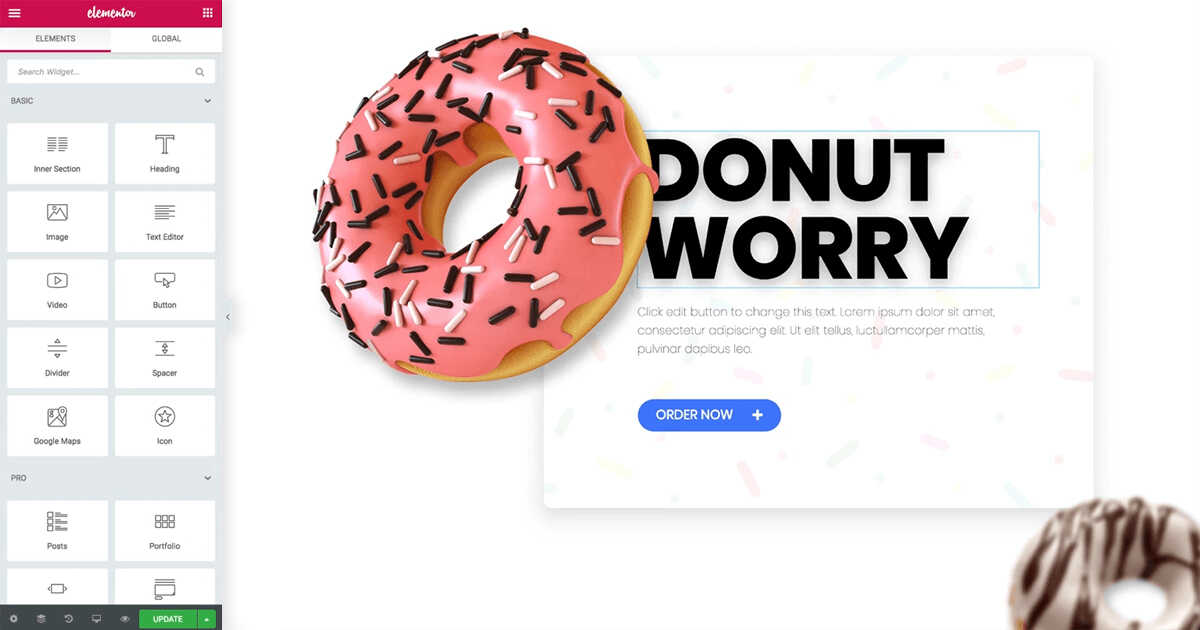 elementor
ELEMENTS
GLOBAL
Search Widget...
BASIC
Inner Section
Heading
Image
Text Editor
Video
Button
Divider
Spacer
Google Maps
Icon
PRO
Posts
Portfolio
UPDATE
DONUT
WORRY
Click edit button to change this text. Lorem ipsum dolor sit amet,
consectetur adipiscing elit. Ut elit tellus, luctullamcorper mattis,
pulvinar dapibus leo.
ORDER NOW +